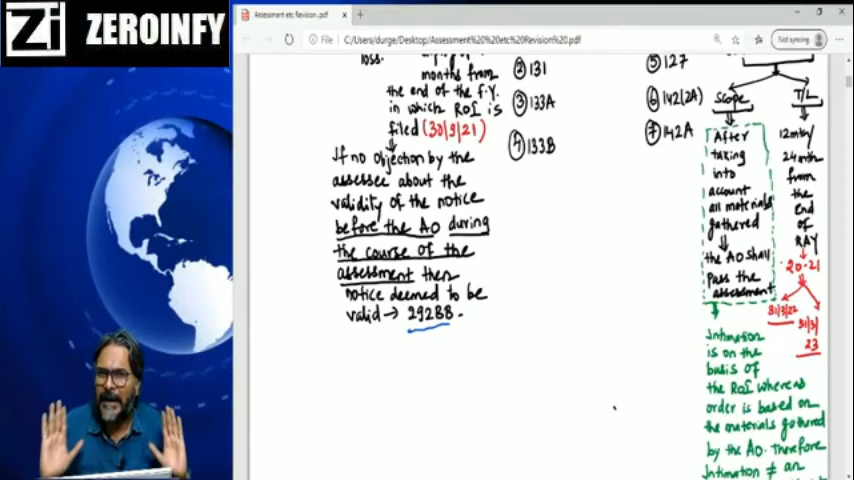 Zi ZEROINFY
Assessment etc Revision.pdf
File
C:/Users/durge/Desktop/Assessment%20%20etc%20Revision%20.pdf
Not syncing
loss.
months from
the end of the F.Y.
in which ROI is
filed (30/9/21)
If no objection by the
assessee about the
validity of the notice
before the AO during
the course of the
assessment then
notice deemed to be
valid → 292BB.
② 131
③ 133A
④ 133B
⑤ 127
⑥ 142(2A)
⑦ 142A
Scope
After
taking
into
account
all materials
gathered
the AO shall
pass the
assessment
Intimation
is on the
basis of
the ROI whereas
order is based on
the materials gathered
by the AO. Therefore
Intimation ≠ an
T/L
12mth/
24mth
from
the
end
of
RAY
20-21
31/3/22
31/3/
23